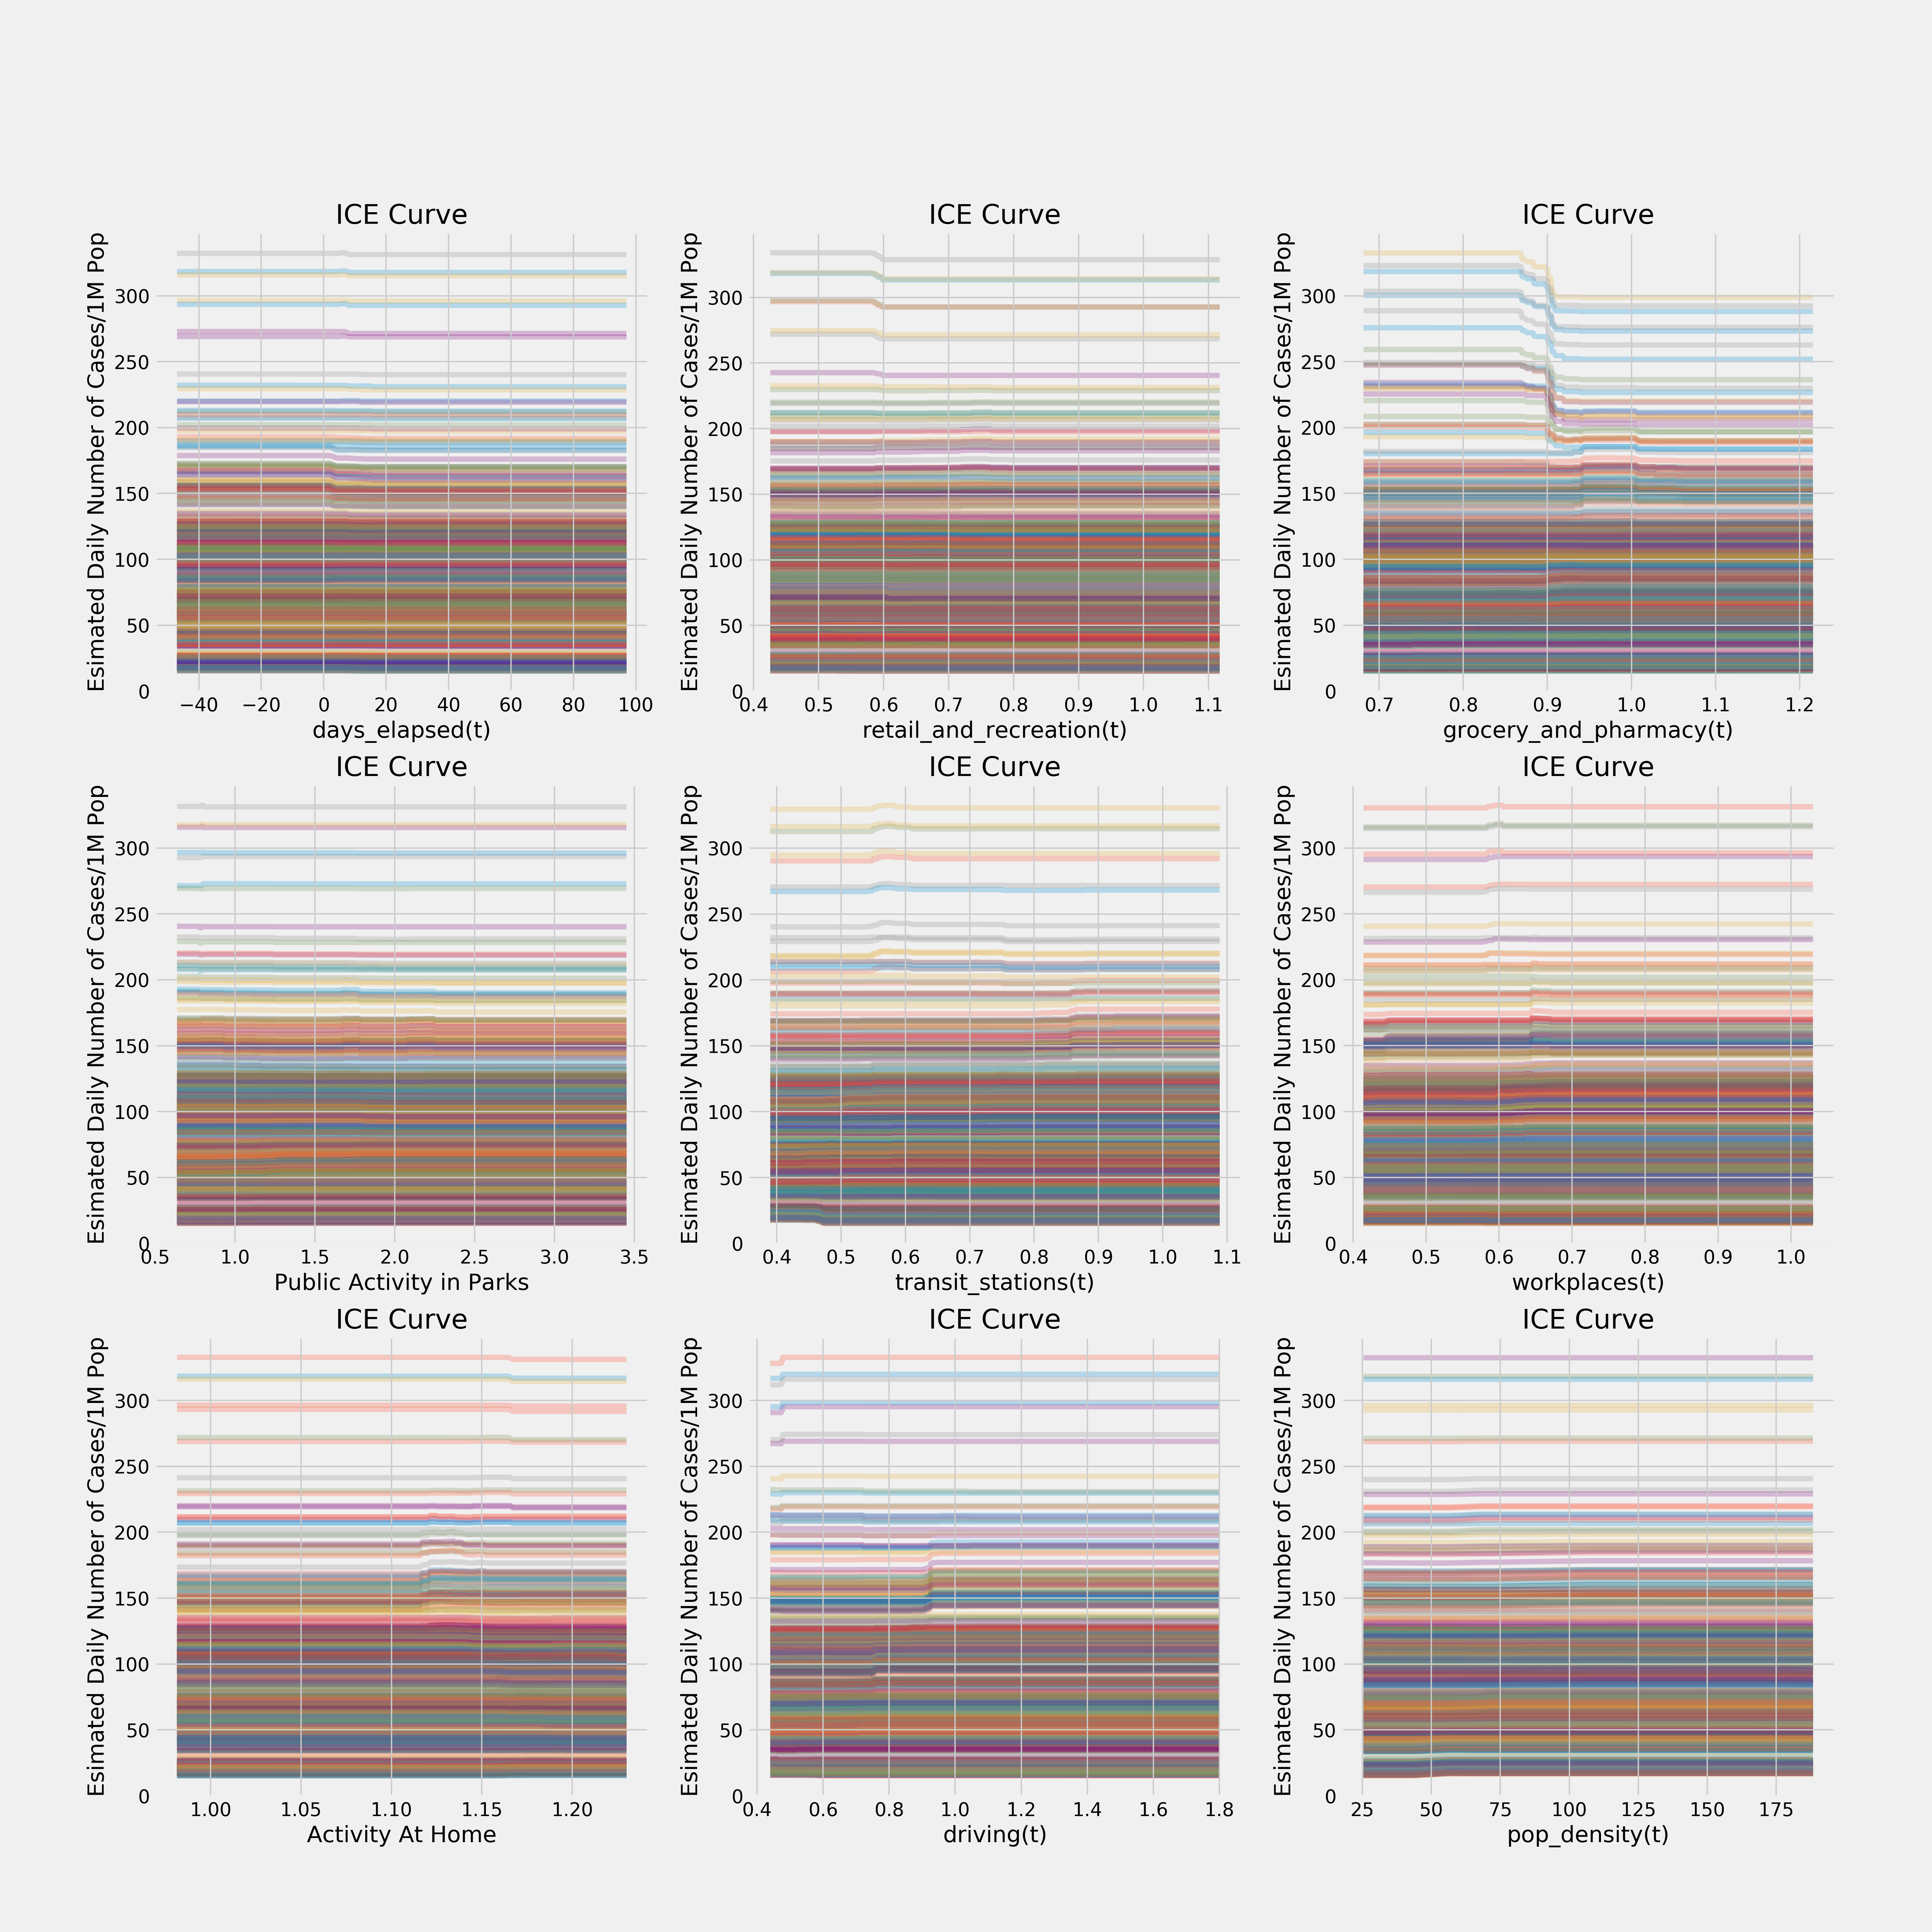 ICE Curve ICE Curve ICE Curve
Esimated Daily Number of Cases/1M Pop
300
250
200
150
100
50
0
−40 −20 0 20 40 60 80 100
days_elapsed(t)
Esimated Daily Number of Cases/1M Pop
300
250
200
150
100
50
0
0.4 0.5 0.6 0.7 0.8 0.9 1.0 1.1
retail_and_recreation(t)
Esimated Daily Number of Cases/1M Pop
300
250
200
150
100
50
0
0.7 0.8 0.9 1.0 1.1 1.2
grocery_and_pharmacy(t)
ICE Curve ICE Curve ICE Curve
Esimated Daily Number of Cases/1M Pop
300
250
200
150
100
50
0
0.5 1.0 1.5 2.0 2.5 3.0 3.5
Public Activity in Parks
Esimated Daily Number of Cases/1M Pop
300
250
200
150
100
50
0
0.4 0.5 0.6 0.7 0.8 0.9 1.0 1.1
transit_stations(t)
Esimated Daily Number of Cases/1M Pop
300
250
200
150
100
50
0
0.4 0.5 0.6 0.7 0.8 0.9 1.0
workplaces(t)
ICE Curve ICE Curve ICE Curve
Esimated Daily Number of Cases/1M Pop
300
250
200
150
100
50
0
1.00 1.05 1.10 1.15 1.20
Activity At Home
Esimated Daily Number of Cases/1M Pop
300
250
200
150
100
50
0
0.4 0.6 0.8 1.0 1.2 1.4 1.6 1.8
driving(t)
Esimated Daily Number of Cases/1M Pop
300
250
200
150
100
50
0
25 50 75 100 125 150 175
pop_density(t)